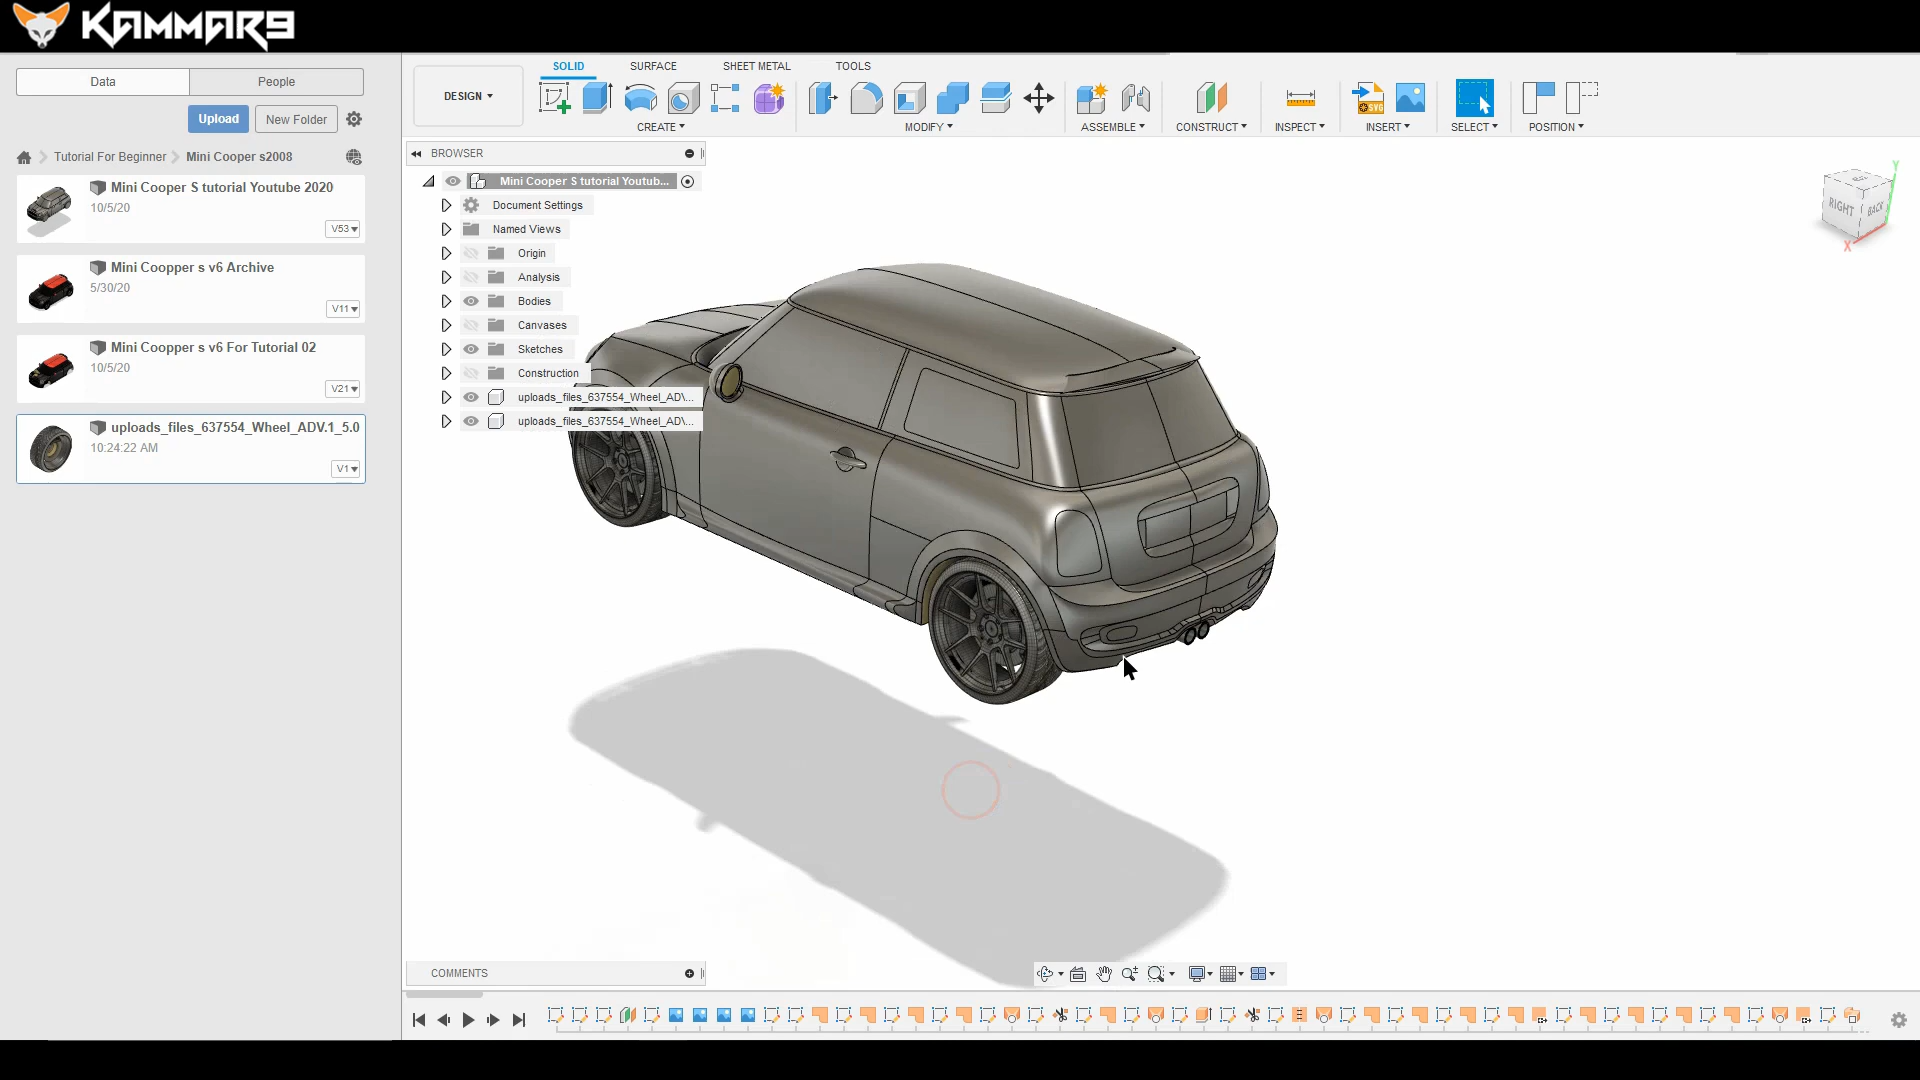 KAMMAR9
Data
People
Upload
New Folder
Tutorial For Beginner
Mini Cooper s2008
Mini Cooper S tutorial Youtube 2020
10/5/20
V53
Mini Coopper s v6 Archive
5/30/20
V11
Mini Coopper s v6 For Tutorial 02
10/5/20
V21
uploads_files_637554_Wheel_ADV.1_5.0
10:24:22 AM
V1
DESIGN
SOLID
SURFACE
SHEET METAL
TOOLS
CREATE
MODIFY
ASSEMBLE
CONSTRUCT
INSPECT
INSERT
SELECT
POSITION
BROWSER
Mini Cooper S tutorial Youtub...
Document Settings
Named Views
Origin
Analysis
Bodies
Canvases
Sketches
Construction
uploads_files_637554_Wheel_AD\...
uploads_files_637554_Wheel_AD\...
Y
RIGHT
BACK
X
COMMENTS